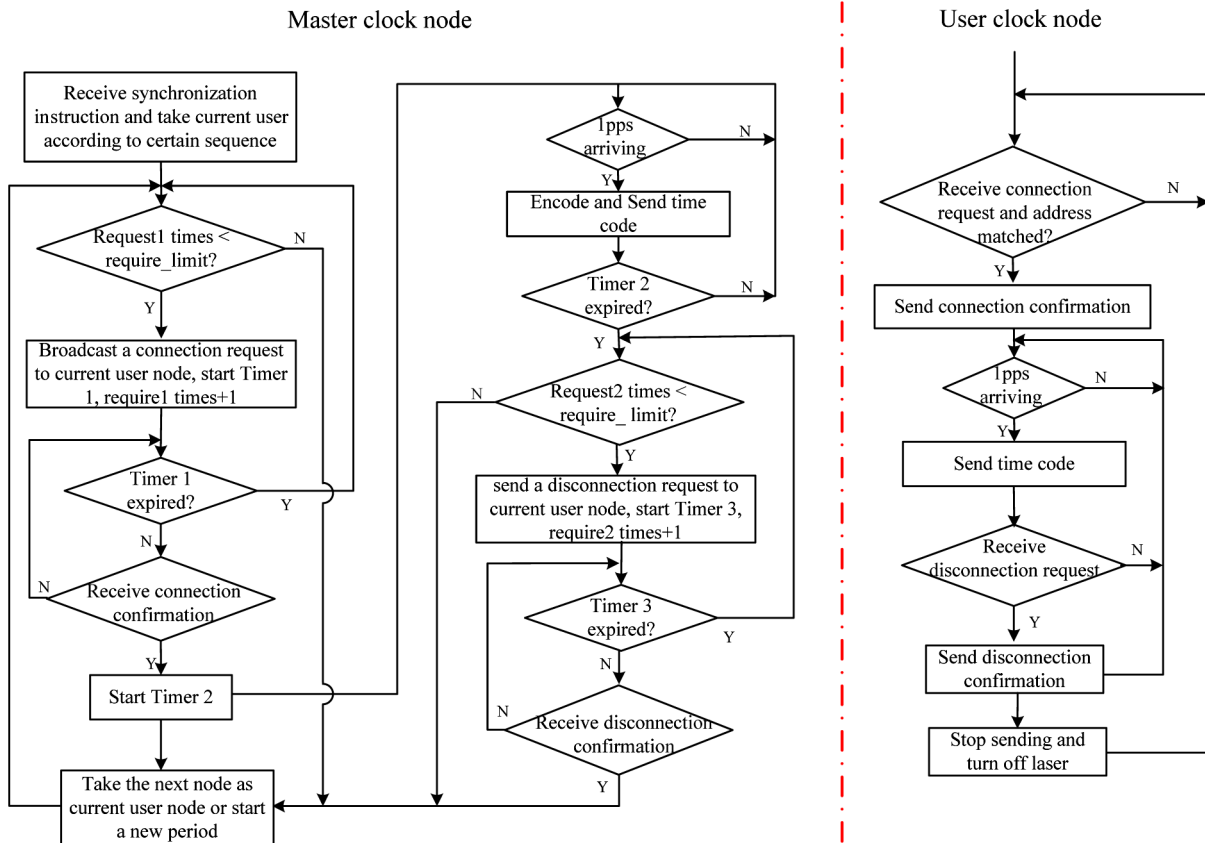 Master clock node
Receive synchronization
instruction and take current user
according to certain sequence
Request1 times <
require_limit?
N
Y
Broadcast a connection request
to current user node, start Timer
1, require1 times+1
Timer 1
expired?
Y
N
Receive connection
confirmation
N
Y
Start Timer 2
Take the next node as
current user node or start
a new period
1pps
arriving
N
Y
Encode and Send time
code
Timer 2
expired?
N
Y
Request2 times <
require_ limit?
N
Y
send a disconnection request to
current user node, start Timer 3,
require2 times+1
Timer 3
expired?
Y
N
Receive disconnection
confirmation
N
Y
User clock node
Receive connection
request and address
matched?
N
Y
Send connection confirmation
1pps
arriving
N
Y
Send time code
Receive
disconnection request
N
Y
Send disconnection
confirmation
Stop sending and
turn off laser